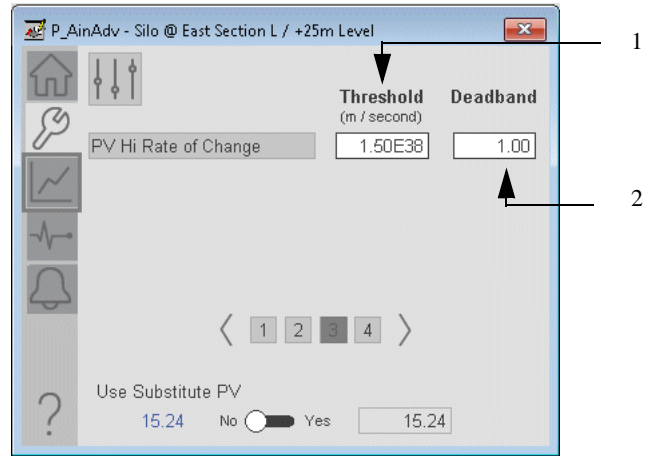 P_AinAdv - Silo @ East Section L / +25m Level
1
Threshold Deadband
(m / second)
PV Hi Rate of Change 1.50E38 1.00
2
1 2 3 4
Use Substitute PV
15.24 No Yes 15.24
?